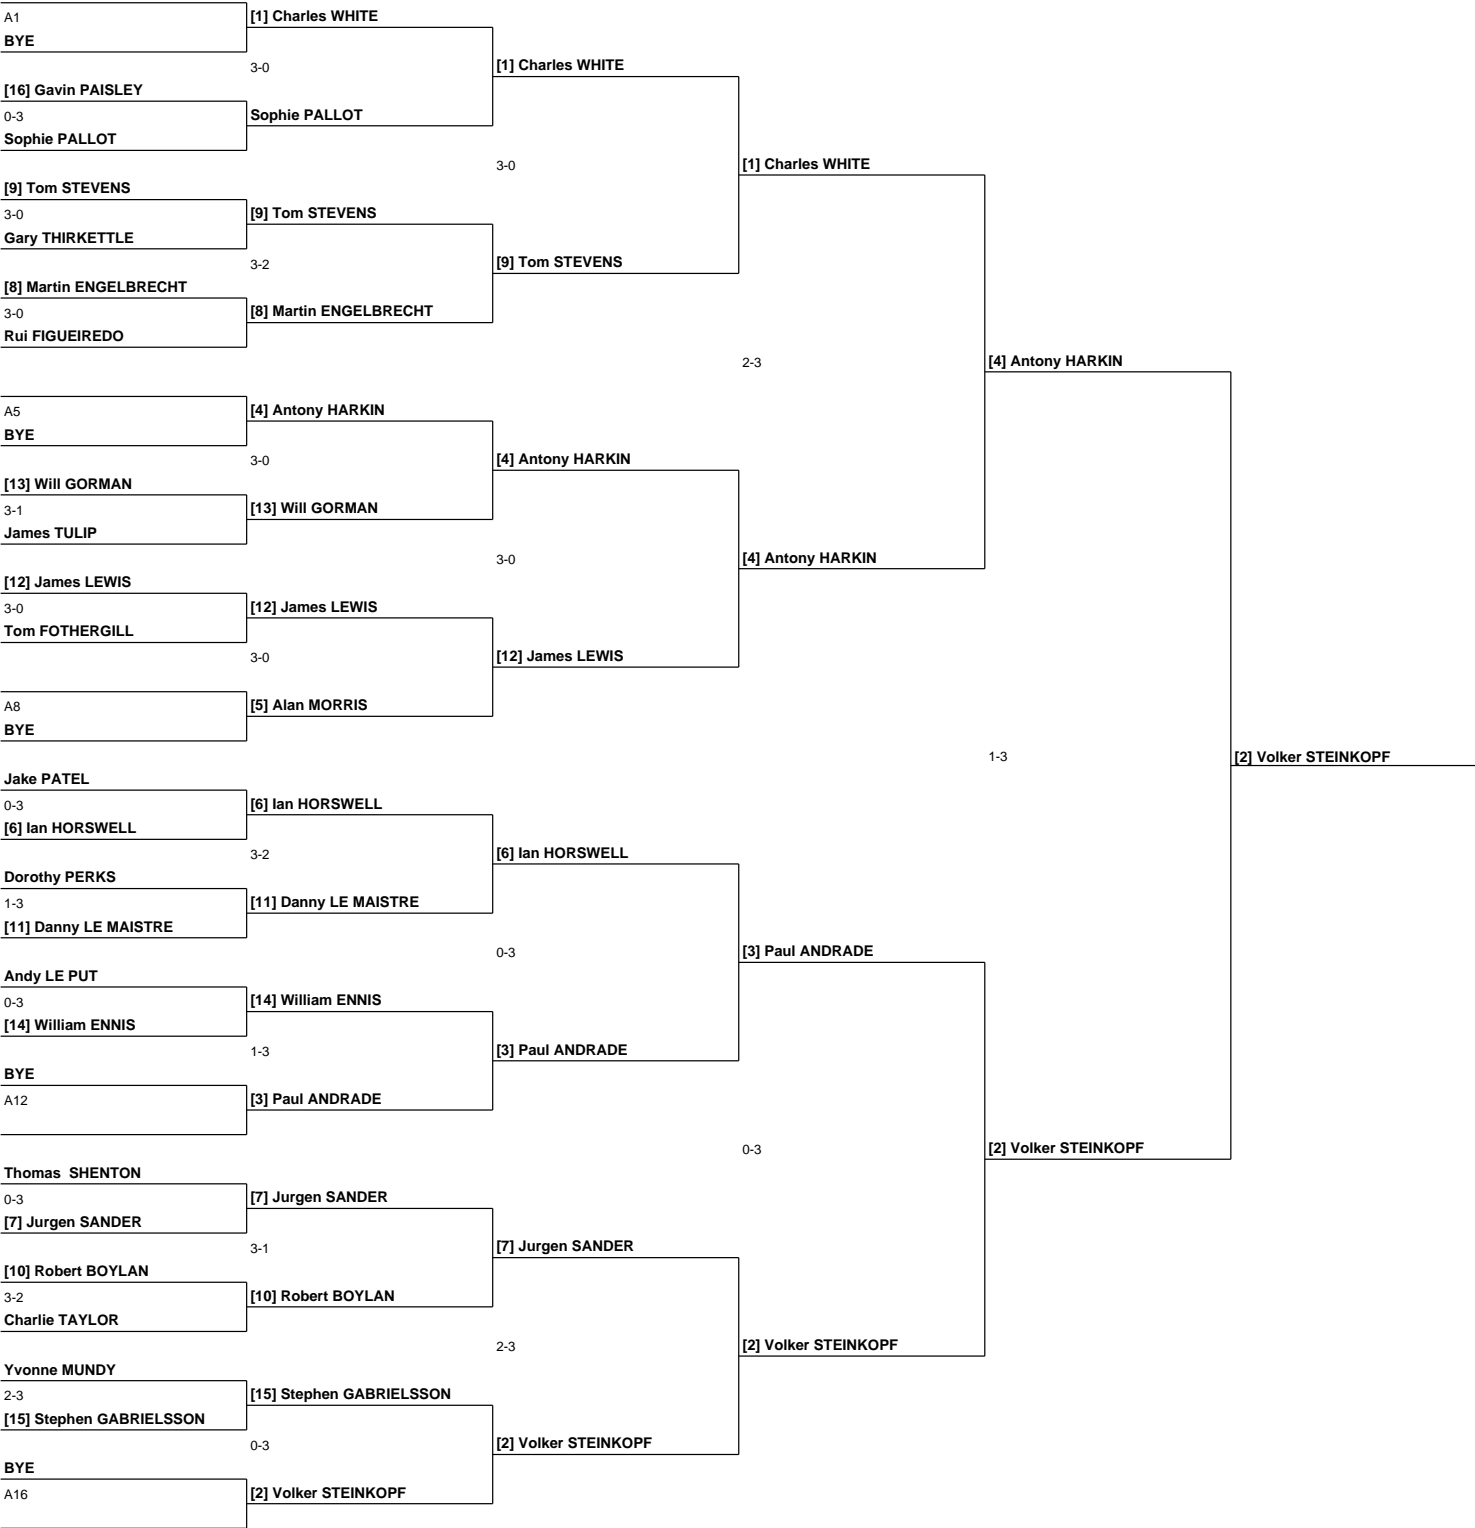 A1
BYE
[16] Gavin PAISLEY
0-3
Sophie PALLOT
[9] Tom STEVENS
3-0
Gary THIRKETTLE
[8] Martin ENGELBRECHT
3-0
Rui FIGUEIREDO
A5
BYE
[13] Will GORMAN
3-1
James TULIP
[12] James LEWIS
3-0
Tom FOTHERGILL
A8
BYE
Jake PATEL
0-3
[6] Ian HORSWELL
Dorothy PERKS
1-3
[11] Danny LE MAISTRE
Andy LE PUT
0-3
[14] William ENNIS
BYE
A12
Thomas  SHENTON
0-3
[7] Jurgen SANDER
[10] Robert BOYLAN
3-2
Charlie TAYLOR
Yvonne MUNDY
2-3
[15] Stephen GABRIELSSON
BYE
A16
[1] Charles WHITE
3-0
Sophie PALLOT
[9] Tom STEVENS
3-2
[8] Martin ENGELBRECHT
[4] Antony HARKIN
3-0
[13] Will GORMAN
[12] James LEWIS
3-0
[5] Alan MORRIS
[6] Ian HORSWELL
3-2
[11] Danny LE MAISTRE
[14] William ENNIS
1-3
[3] Paul ANDRADE
[7] Jurgen SANDER
3-1
[10] Robert BOYLAN
[15] Stephen GABRIELSSON
0-3
[2] Volker STEINKOPF
[1] Charles WHITE
3-0
[9] Tom STEVENS
[4] Antony HARKIN
3-0
[12] James LEWIS
[6] Ian HORSWELL
0-3
[3] Paul ANDRADE
[7] Jurgen SANDER
2-3
[2] Volker STEINKOPF
[1] Charles WHITE
2-3
[4] Antony HARKIN
[3] Paul ANDRADE
0-3
[2] Volker STEINKOPF
[4] Antony HARKIN
1-3
[2] Volker STEINKOPF
[2] Volker STEINKOPF